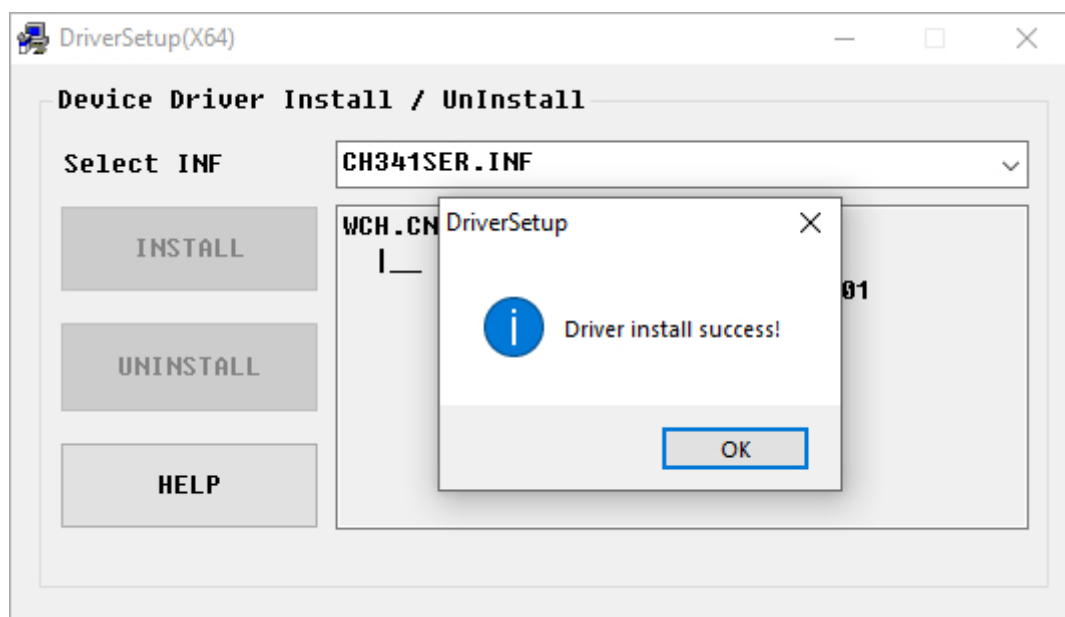 DriverSetup(X64)
Device Driver Install / UnInstall
Select INF
CH341SER.INF
INSTALL
UNINSTALL
HELP
WCH.CN
|__
01
DriverSetup
Driver install success!
OK